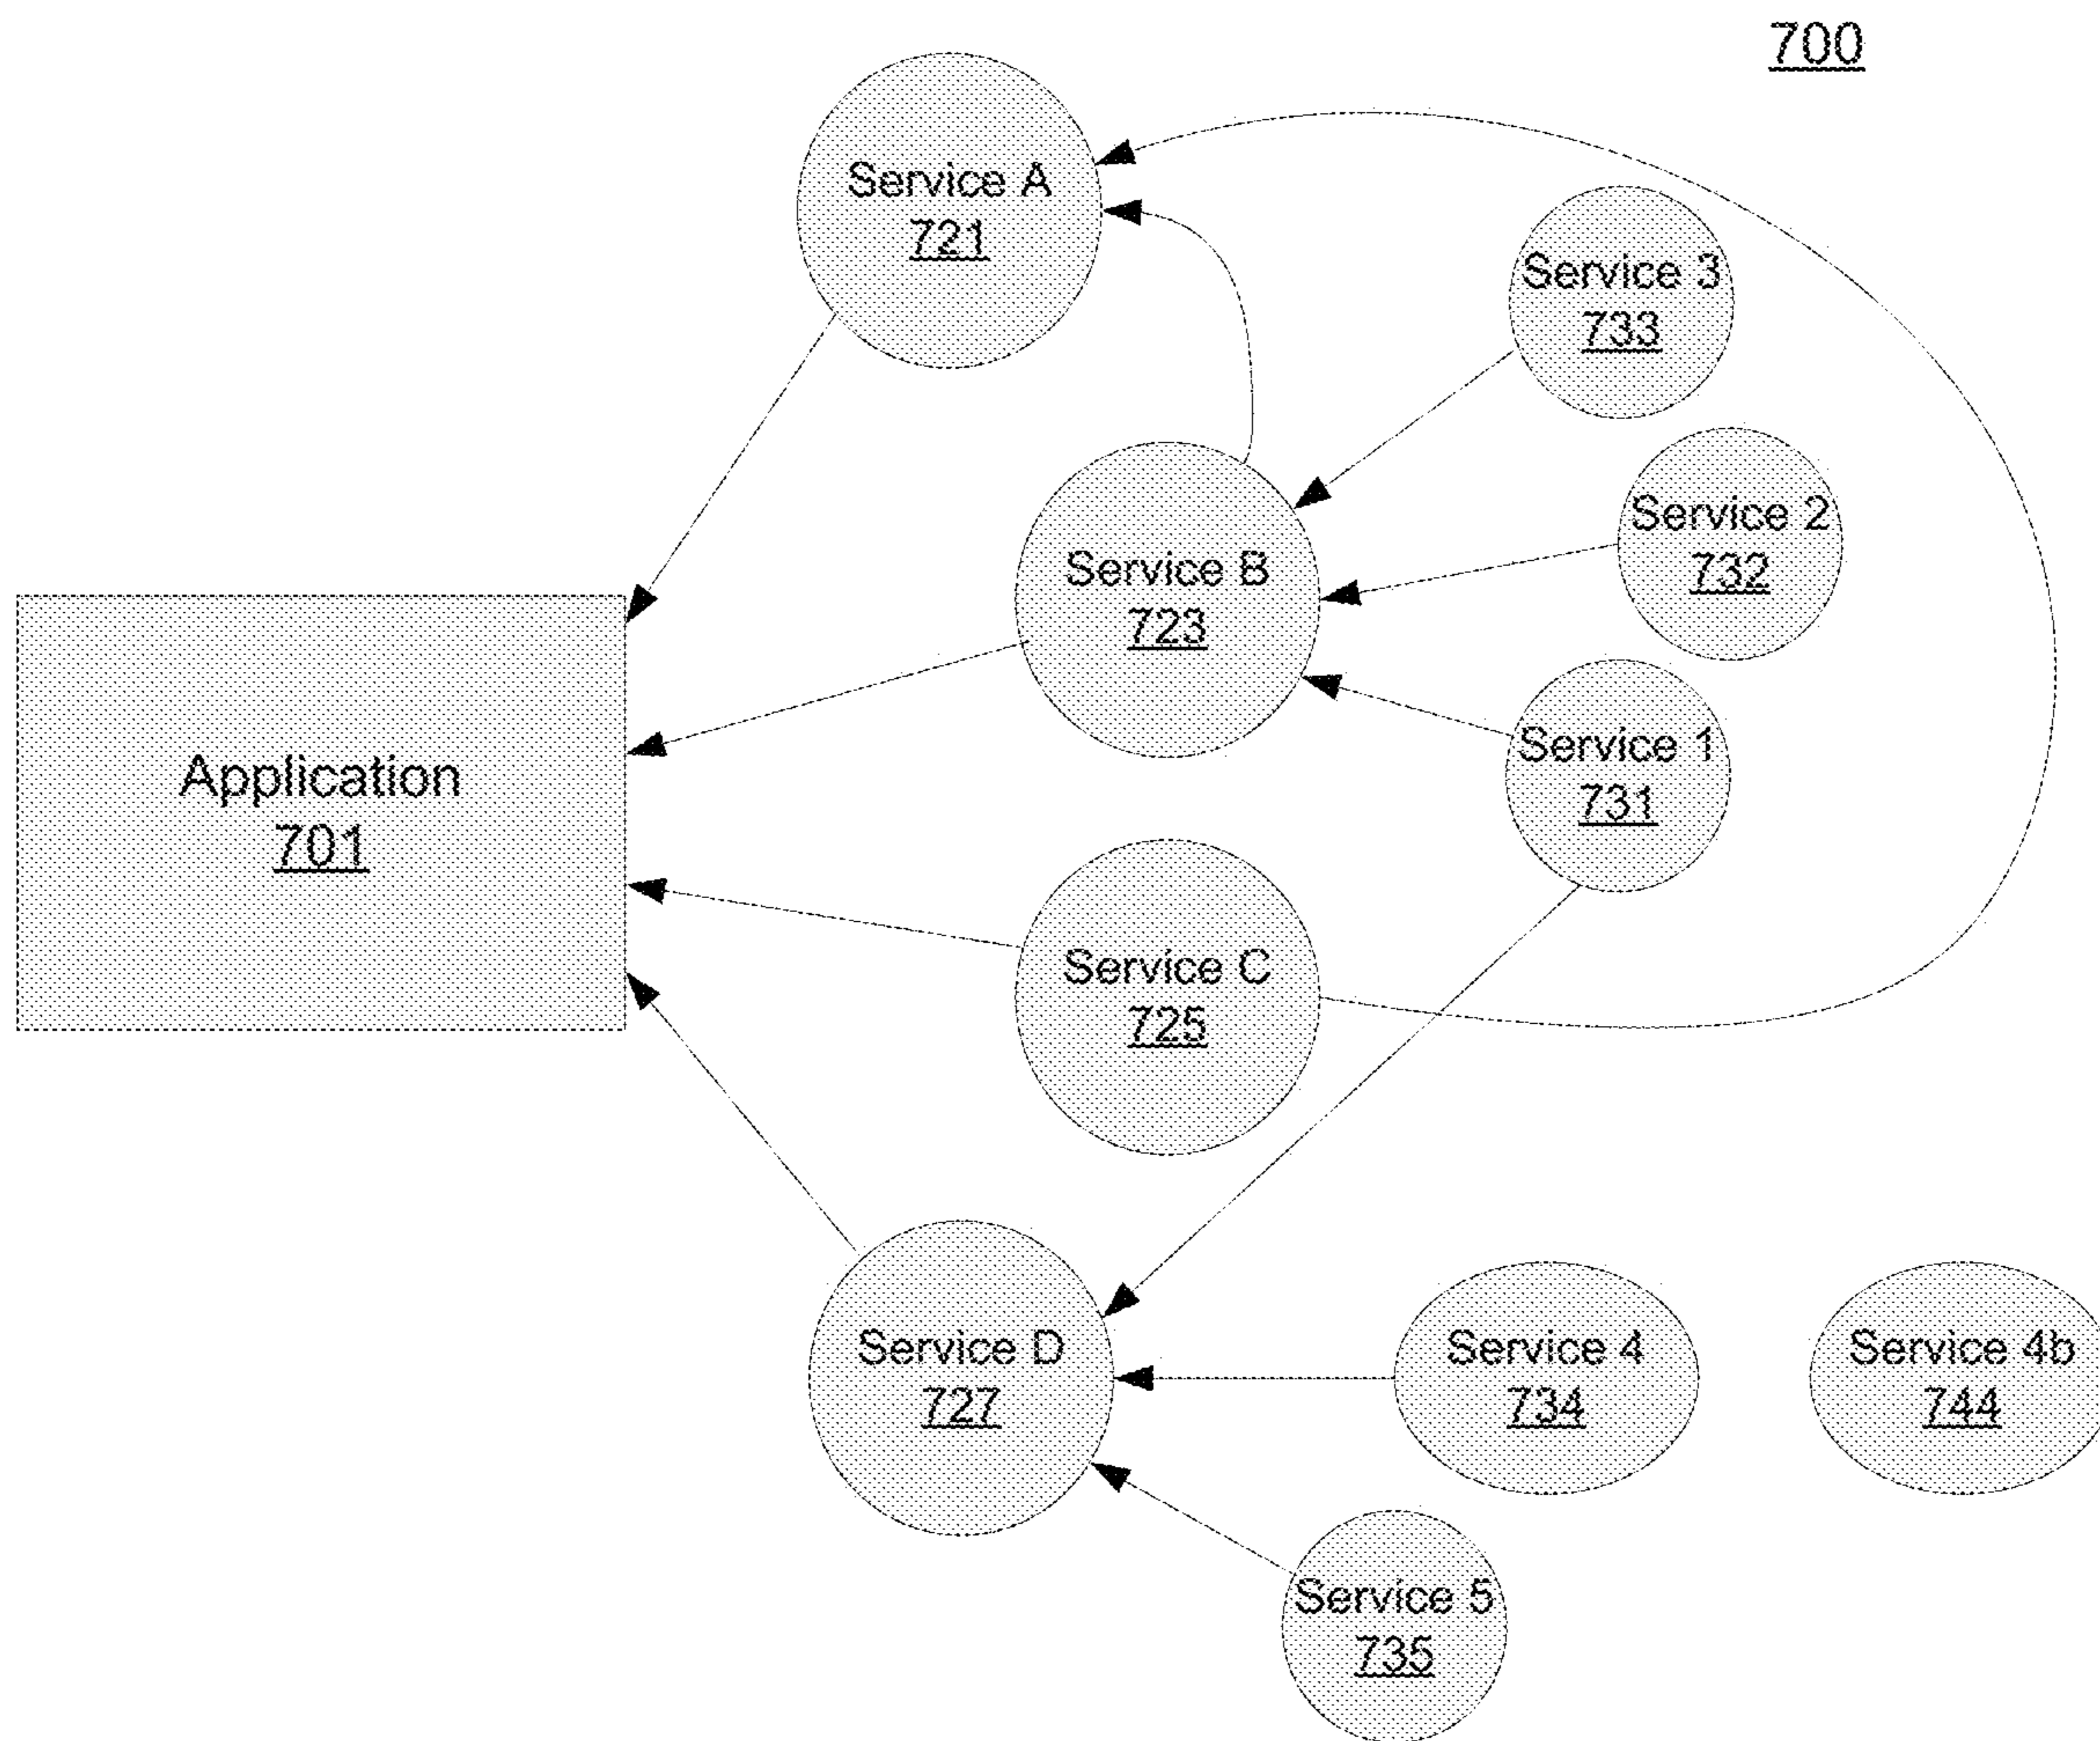 700
Service A
721
Service 3
733
Service 2
732
Service B
723
Service 1
731
Application
701
Service C
725
Service D
727
Service 4
734
Service 4b
744
Service 5
735